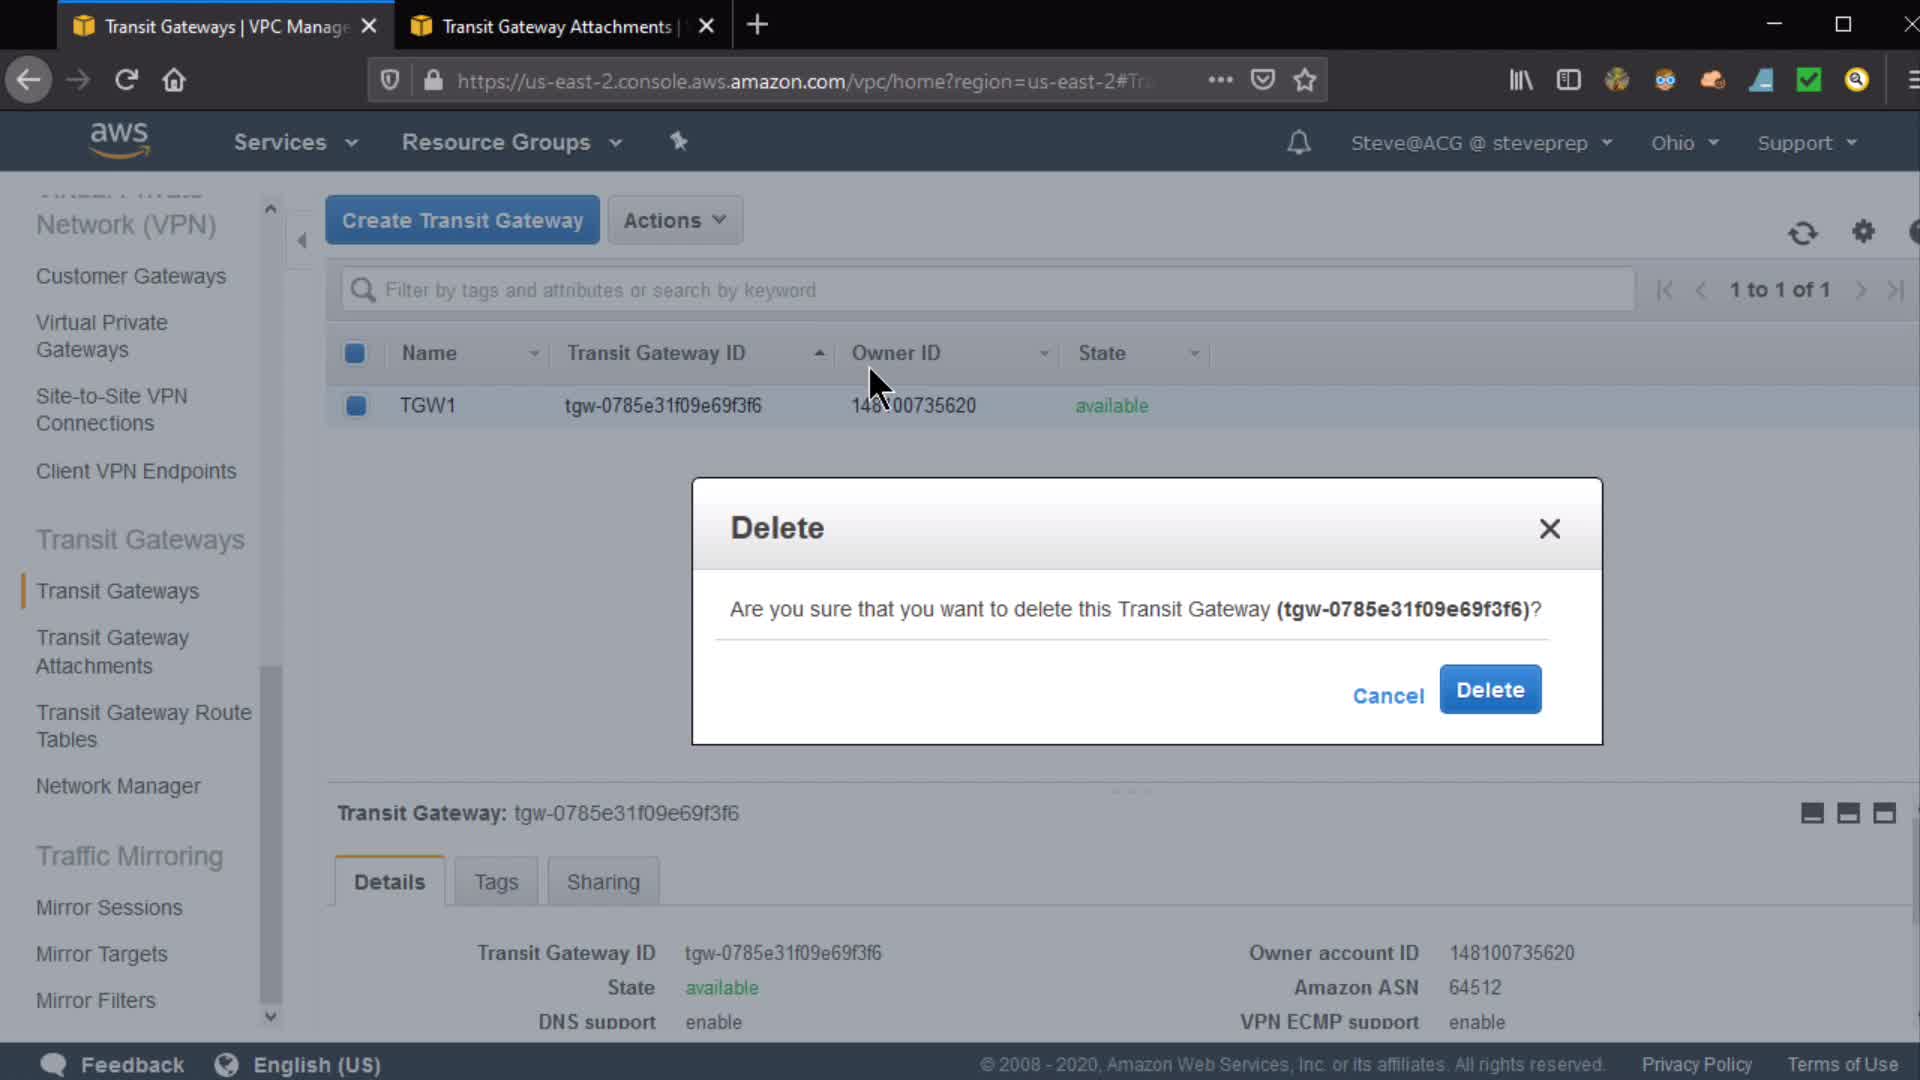 Transit Gateways | VPC Manage
Transit Gateway Attachments |
https://us-east-2.console.aws.amazon.com/vpc/home?region=us-east-2#Tra
aws
Services
Resource Groups
Steve@ACG @ steveprep
Ohio
Support
Network (VPN)
Customer Gateways
Virtual Private
Gateways
Site-to-Site VPN
Connections
Client VPN Endpoints
Transit Gateways
Transit Gateways
Transit Gateway
Attachments
Transit Gateway Route
Tables
Network Manager
Traffic Mirroring
Mirror Sessions
Mirror Targets
Mirror Filters
Create Transit Gateway
Actions
Filter by tags and attributes or search by keyword
1 to 1 of 1
Name
Transit Gateway ID
Owner ID
State
TGW1
tgw-0785e31f09e69f3f6
148100735620
available
Delete
Are you sure that you want to delete this Transit Gateway (tgw-0785e31f09e69f3f6)?
Cancel
Delete
Transit Gateway: tgw-0785e31f09e69f3f6
Details
Tags
Sharing
Transit Gateway ID tgw-0785e31f09e69f3f6
Owner account ID 148100735620
State available
Amazon ASN 64512
DNS support enable
VPN ECMP support enable
Feedback
English (US)
© 2008 - 2020, Amazon Web Services, Inc. or its affiliates. All rights reserved.
Privacy Policy
Terms of Use